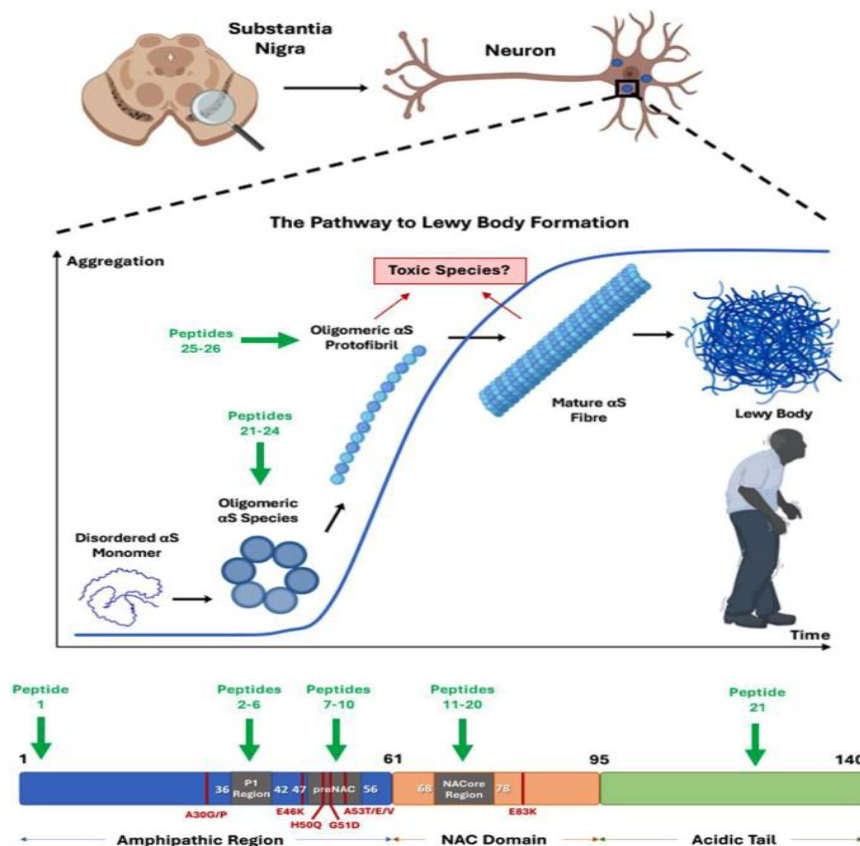 Substantia
Nigra
Neuron
The Pathway to Lewy Body Formation
Aggregation
Toxic Species?
Peptides
25-26
Oligomeric αS
Protofibril
Mature αS
Fibre
Lewy Body
Peptides
21-24
Oligomeric
αS Species
Disordered αS
Monomer
Time
Peptide
1
Peptides
2-6
Peptides
7-10
Peptides
11-20
Peptide
21
1
61
95
140
36
P1
Region
42
47
preNAC
56
68
NACore
Region
78
A30G/P
E46K
H50Q
G51D
A53T/E/V
E83K
Amphipathic Region
NAC Domain
Acidic Tail